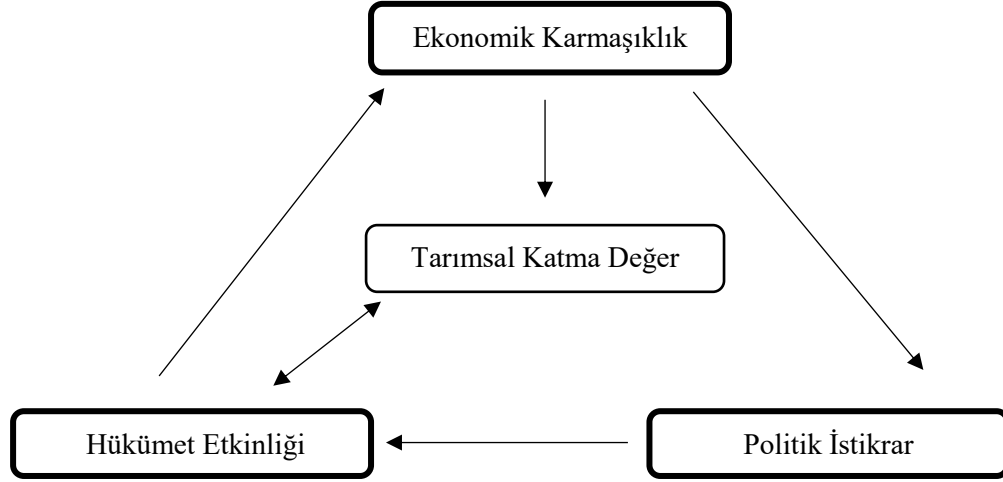 Ekonomik Karmaşıklık
Tarımsal Katma Değer
Hükümet Etkinliği
Politik İstikrar